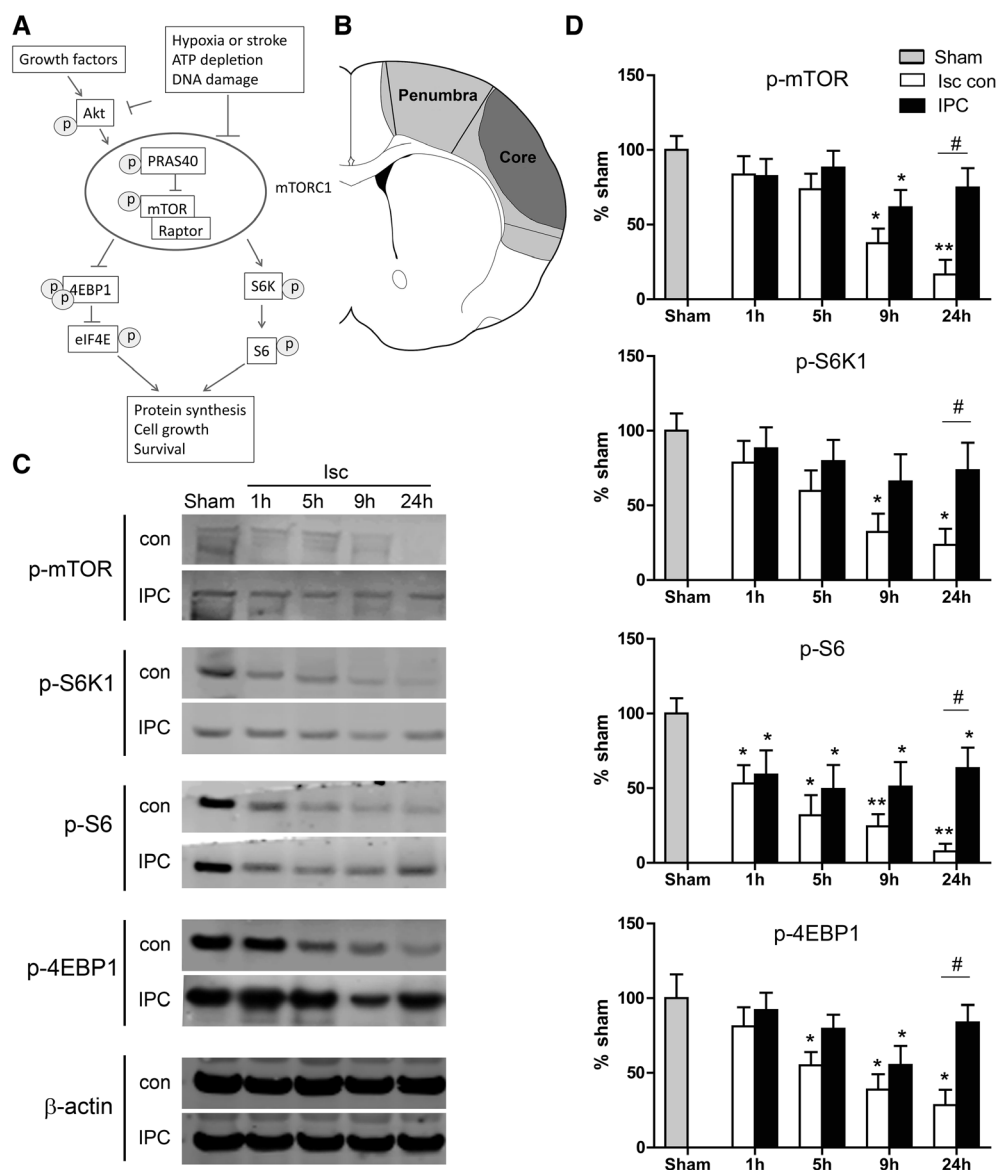 A
Growth factors
Hypoxia or stroke
ATP depletion
DNA damage
Akt
p
p
PRAS40
p
mTOR
Raptor
mTORC1
p
p
4EBP1
S6K
p
eIF4E
p
S6
p
Protein synthesis
Cell growth
Survival
B
Penumbra
Core
C
Isc
Sham 1h 5h 9h 24h
p-mTOR
con
IPC
p-S6K1
con
IPC
p-S6
con
IPC
p-4EBP1
con
IPC
β-actin
con
IPC
D
Sham
Isc con
IPC
p-mTOR
% sham
150
100
50
0
* * ** #
Sham 1h 5h 9h 24h
p-S6K1
% sham
150
100
50
0
* * #
Sham 1h 5h 9h 24h
p-S6
% sham
150
100
50
0
* * * * ** * ** * #
Sham 1h 5h 9h 24h
p-4EBP1
% sham
150
100
50
0
* * * * #
Sham 1h 5h 9h 24h